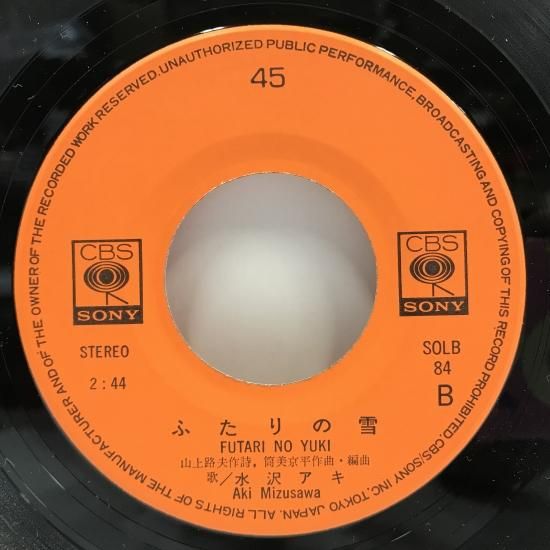 MANUFACTURER AND OF THE OWNER OF THE RECORDED WORK RESERVED. UNAUTHORIZED PUBLIC PERFORMANCE, BROADCASTING AND COPYING OF THIS RECORD PROHIBITED. CBS/SONY INC. TOKYO JAPAN. ALL RIGHTS OF THE
45
CBS
SONY
CBS
SONY
STEREO
2:44
SOLB
84
B
ふたりの雪
FUTARI NO YUKI
山上路夫作詩, 筒美京平作曲・編曲
歌/水沢アキ
Aki Mizusawa